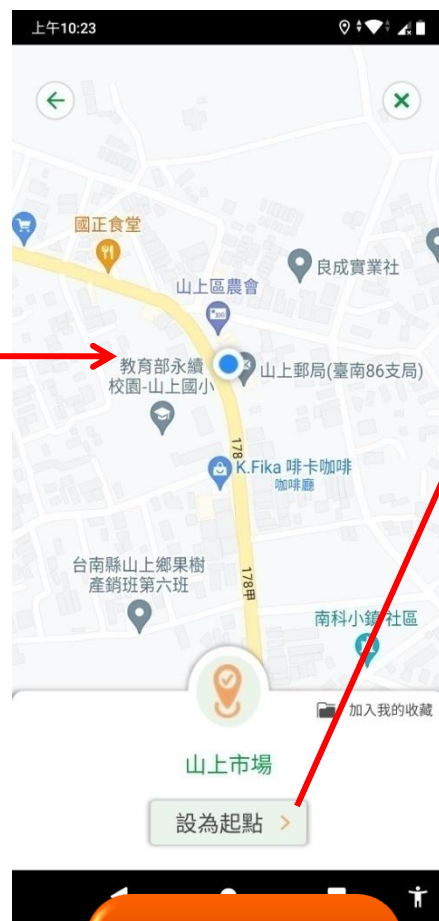 上午10:23
國正食堂
良成實業社
山上區農會
教育部永續
校園-山上國小
山上郵局(臺南86支局)
178
K.Fika 啡卡咖啡
咖啡廳
台南縣山上鄉果樹
產銷班第六班
178甲
南科小鎮 社區
加入我的收藏
山上市場
設為起點 >